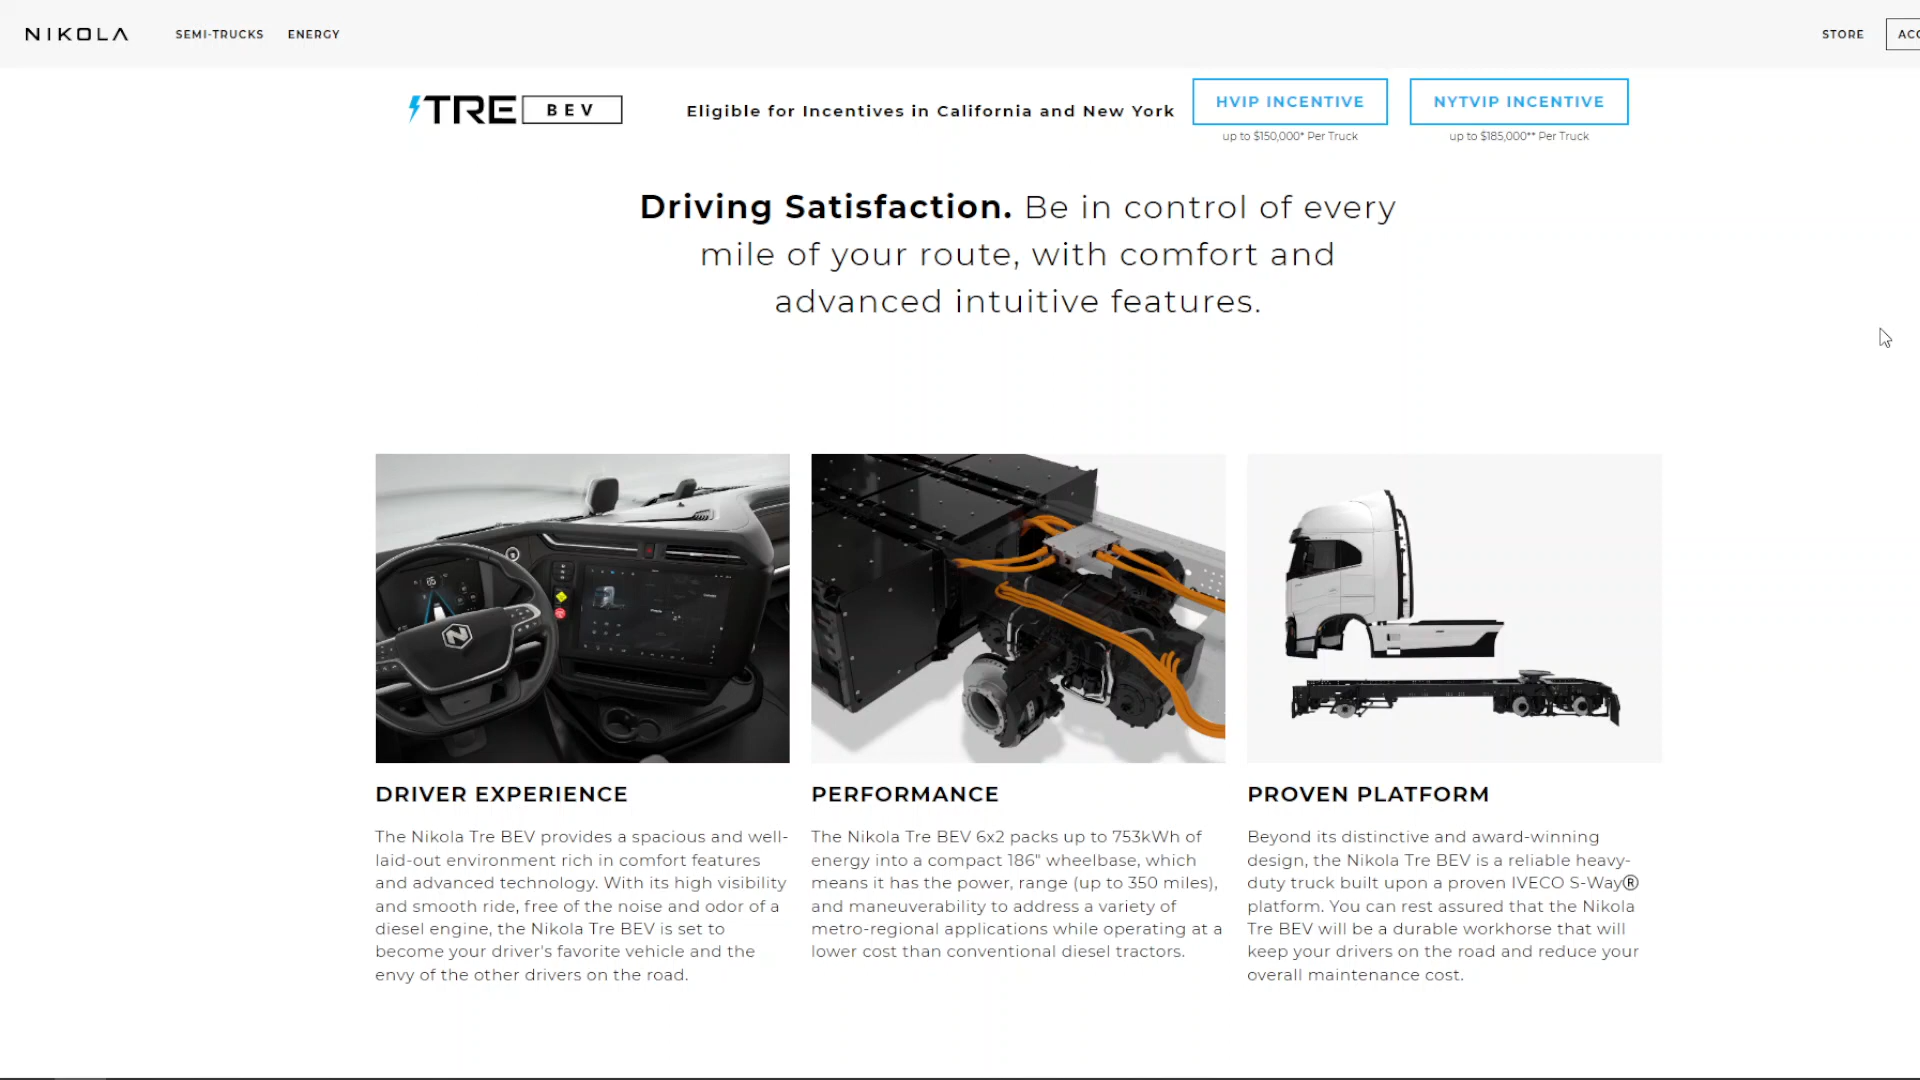 NIKOLA
SEMI-TRUCKS
ENERGY
STORE
TRE BEV
Eligible for Incentives in California and New York
HVIP INCENTIVE
up to $150,000* Per Truck
NYTVIP INCENTIVE
up to $185,000** Per Truck
Driving Satisfaction. Be in control of every
mile of your route, with comfort and
advanced intuitive features.
DRIVER EXPERIENCE
The Nikola Tre BEV provides a spacious and well-
laid-out environment rich in comfort features
and advanced technology. With its high visibility
and smooth ride, free of the noise and odor of a
diesel engine, the Nikola Tre BEV is set to
become your driver's favorite vehicle and the
envy of the other drivers on the road.
PERFORMANCE
The Nikola Tre BEV 6x2 packs up to 753kWh of
energy into a compact 186" wheelbase, which
means it has the power, range (up to 350 miles),
and maneuverability to address a variety of
metro-regional applications while operating at a
lower cost than conventional diesel tractors.
PROVEN PLATFORM
Beyond its distinctive and award-winning
design, the Nikola Tre BEV is a reliable heavy-
duty truck built upon a proven IVECO S-Way®
platform. You can rest assured that the Nikola
Tre BEV will be a durable workhorse that will
keep your drivers on the road and reduce your
overall maintenance cost.